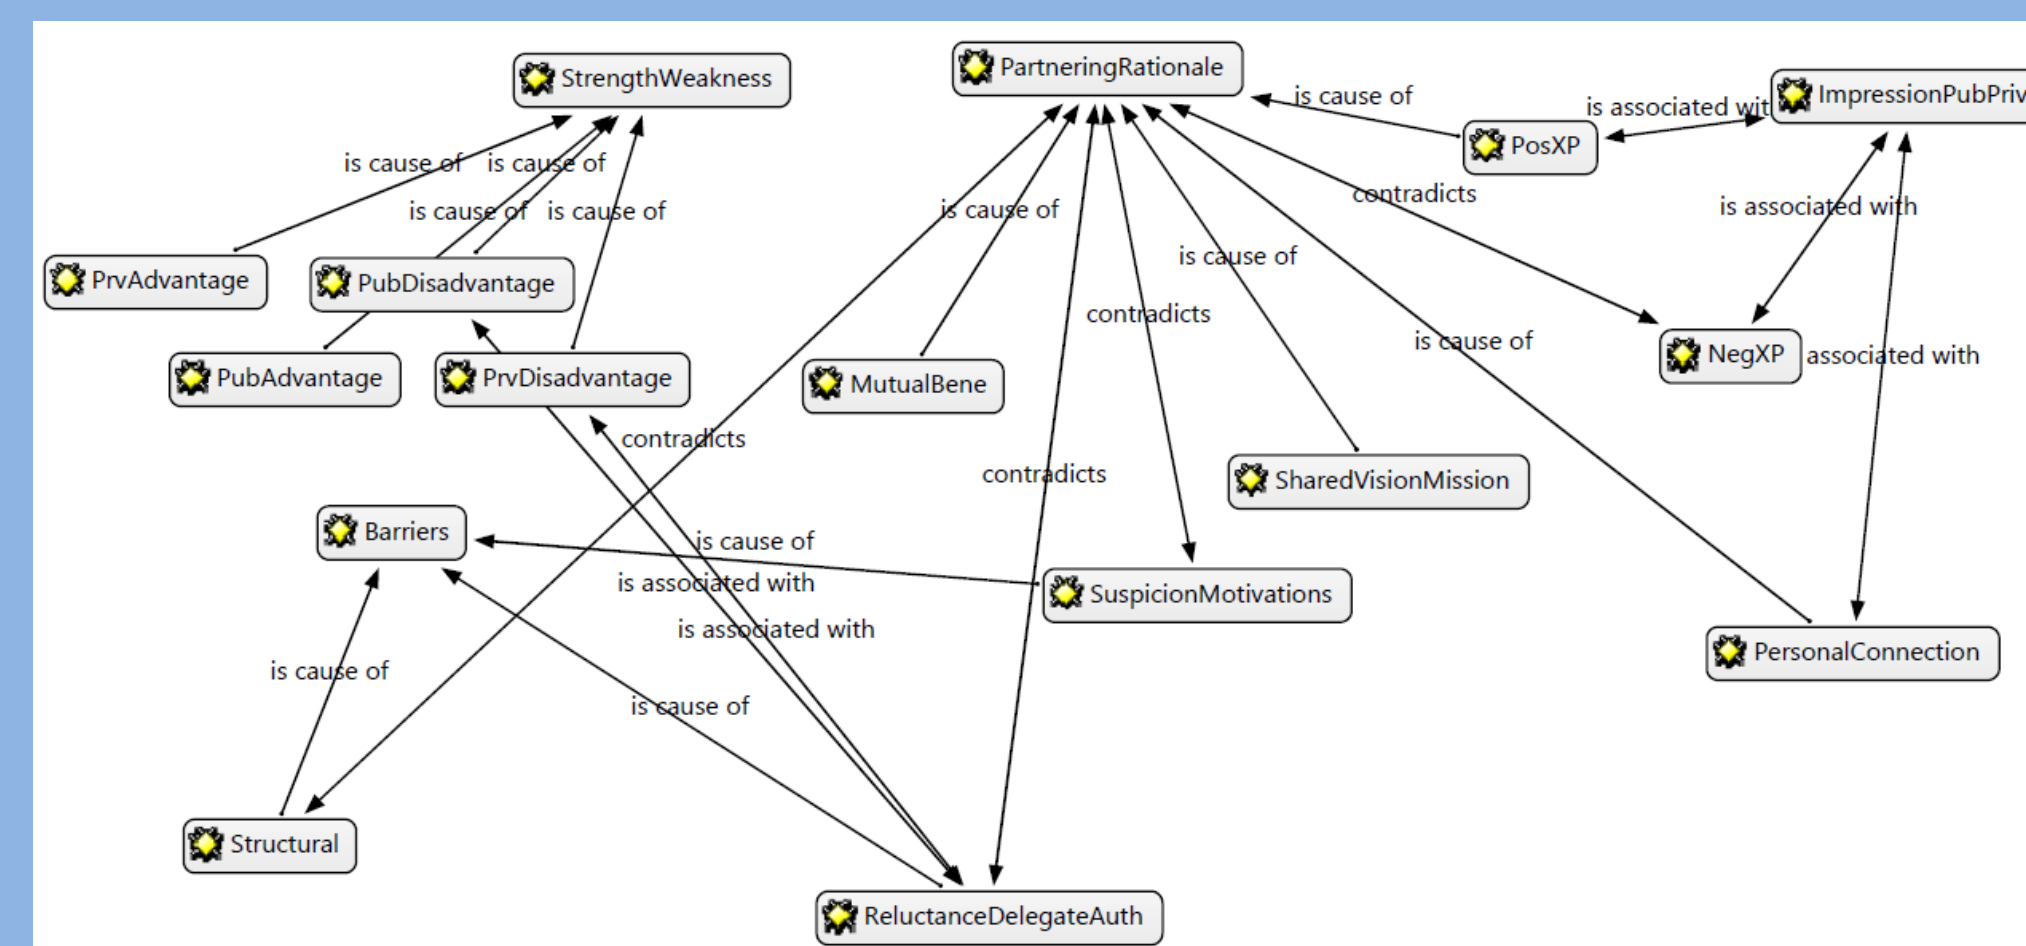 StrengthWeakness
PartneringRationale
ImpressionPubPriv
is cause of
is associated wit
PosXP
is cause of
is cause of
contradicts
is associated with
is cause of
is cause of
is cause of
is cause of
PrvAdvantage
PubDisadvantage
contradicts
is cause of
NegXP
associated with
PubAdvantage
PrvDisadvantage
MutualBene
contradicts
contradicts
SharedVisionMission
Barriers
is cause of
is associated with
SuspicionMotivations
is associated with
PersonalConnection
is cause of
is cause of
Structural
ReluctanceDelegateAuth